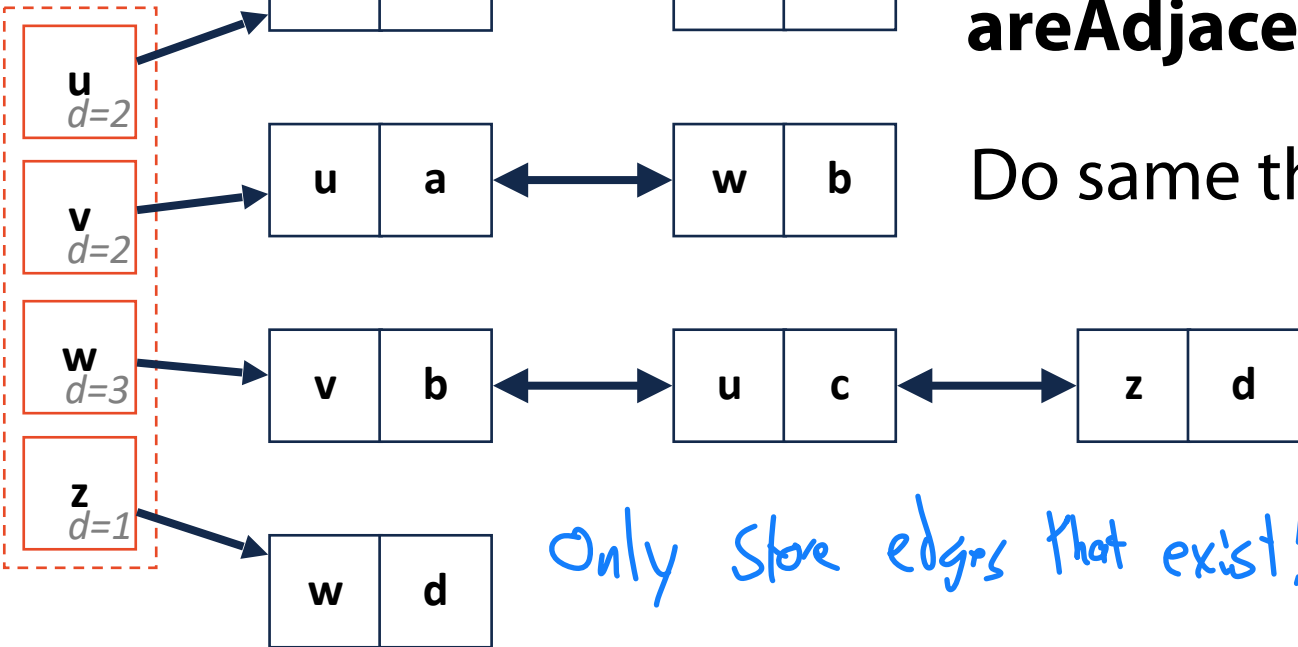 areAdjace
u
d=2
u a w b
Do same th
v
d=2
w
d=3
v b u c z d
z
d=1
Only store edges that exist!
w d